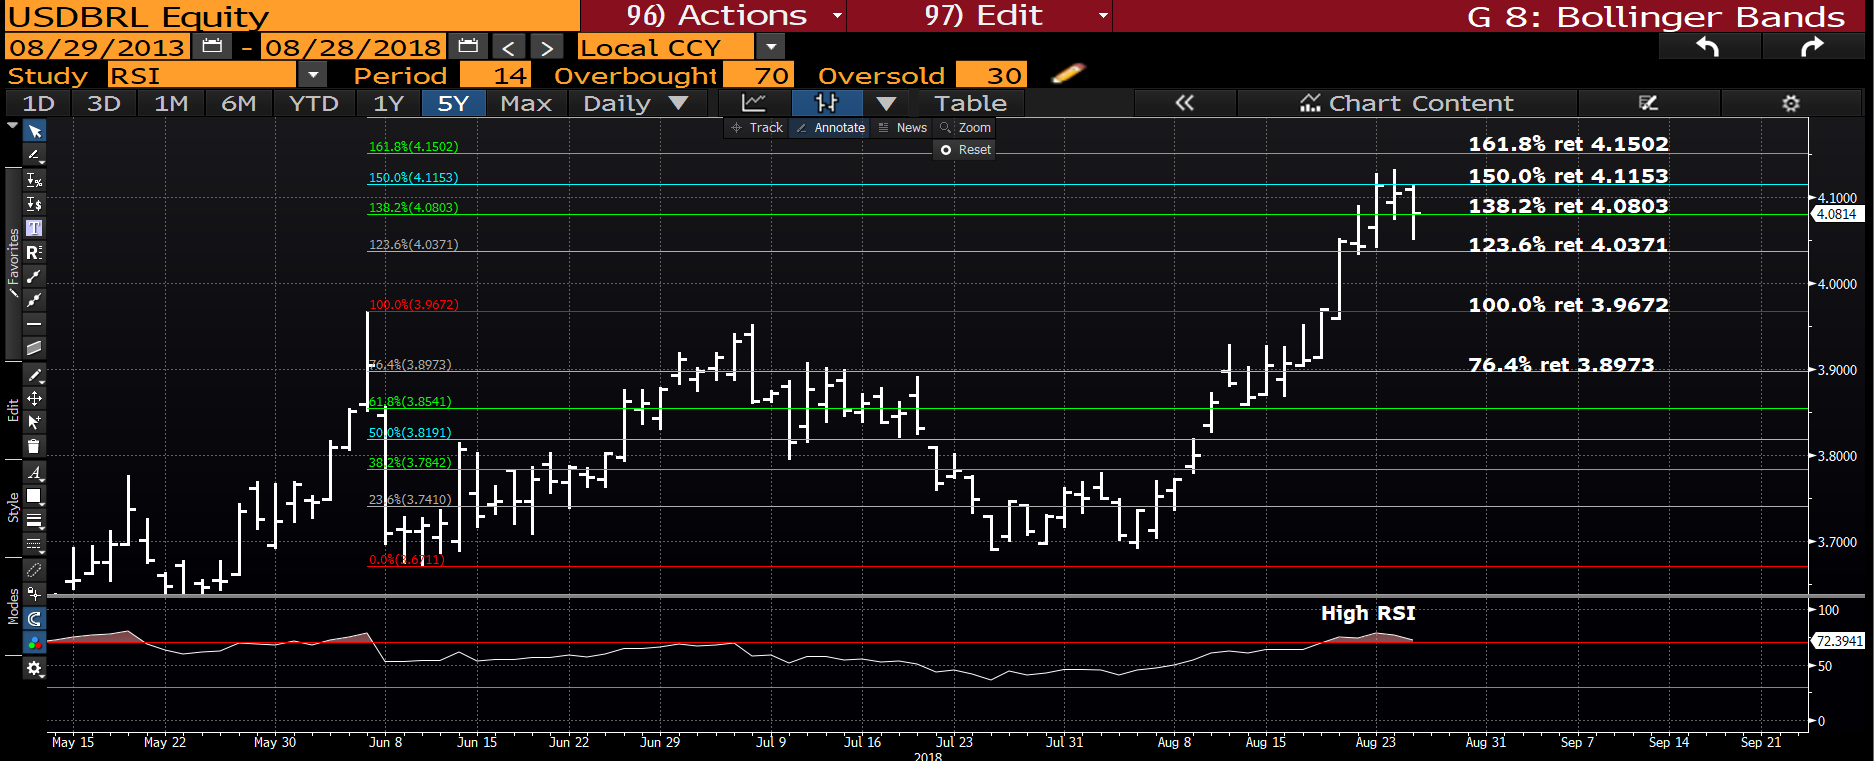 USDBRL Equity 96) Actions 97) Edit G 8: Bollinger Bands
08/29/2013 - 08/28/2018 < > Local CCY
Study RSI Period 14 Overbought 70 Oversold 30
1D 3D 1M 6M YTD 1Y 5Y Max Daily Table Chart Content
Track Annotate News Zoom
Reset
Favorites
Edit
Style
Modes
161.8%(4.1502) 161.8% ret 4.1502
150.0%(4.1153) 150.0% ret 4.1153
138.2%(4.0803) 138.2% ret 4.0803
123.6%(4.0371) 123.6% ret 4.0371
100.0%(3.9672) 100.0% ret 3.9672
76.4%(3.8973) 76.4% ret 3.8973
61.8%(3.8541)
50.0%(3.8191)
38.2%(3.7842)
23.6%(3.7410)
0.0%(3.6711)
4.1000
4.0814
4.0000
3.9000
3.8000
3.7000
High RSI
100
72.3941
50
0
May 15 May 22 May 30 Jun 8 Jun 15 Jun 22 Jun 29 Jul 9 Jul 16 Jul 23 Jul 31 Aug 8 Aug 15 Aug 23 Aug 31 Sep 7 Sep 14 Sep 21
2018